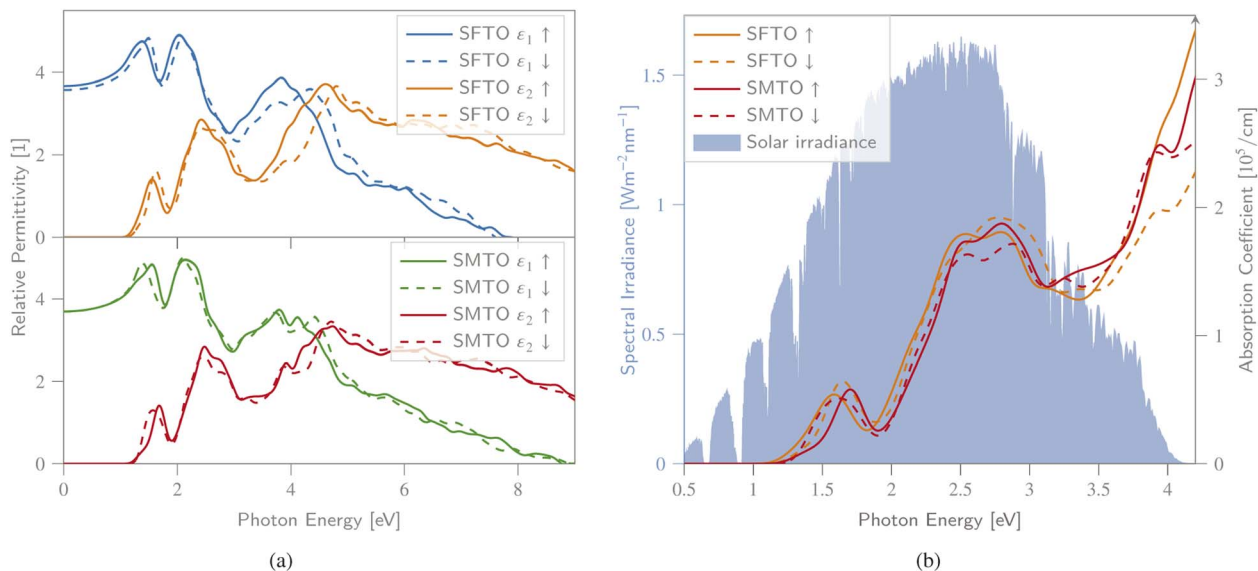 SFTO ε1 ↑
SFTO ε1 ↓
SFTO ε2 ↑
SFTO ε2 ↓
4
2
0
SMTO ε1 ↑
SMTO ε1 ↓
SMTO ε2 ↑
SMTO ε2 ↓
4
2
0
Relative Permittivity [1]
0 2 4 6 8
Photon Energy [eV]
(a)
SFTO ↑
SFTO ↓
SMTO ↑
SMTO ↓
Solar irradiance
1.5
1
0.5
0
Spectral Irradiance [Wm⁻²nm⁻¹]
3
2
1
0
Absorption Coefficient [10⁵/cm]
0.5 1 1.5 2 2.5 3 3.5 4
Photon Energy [eV]
(b)